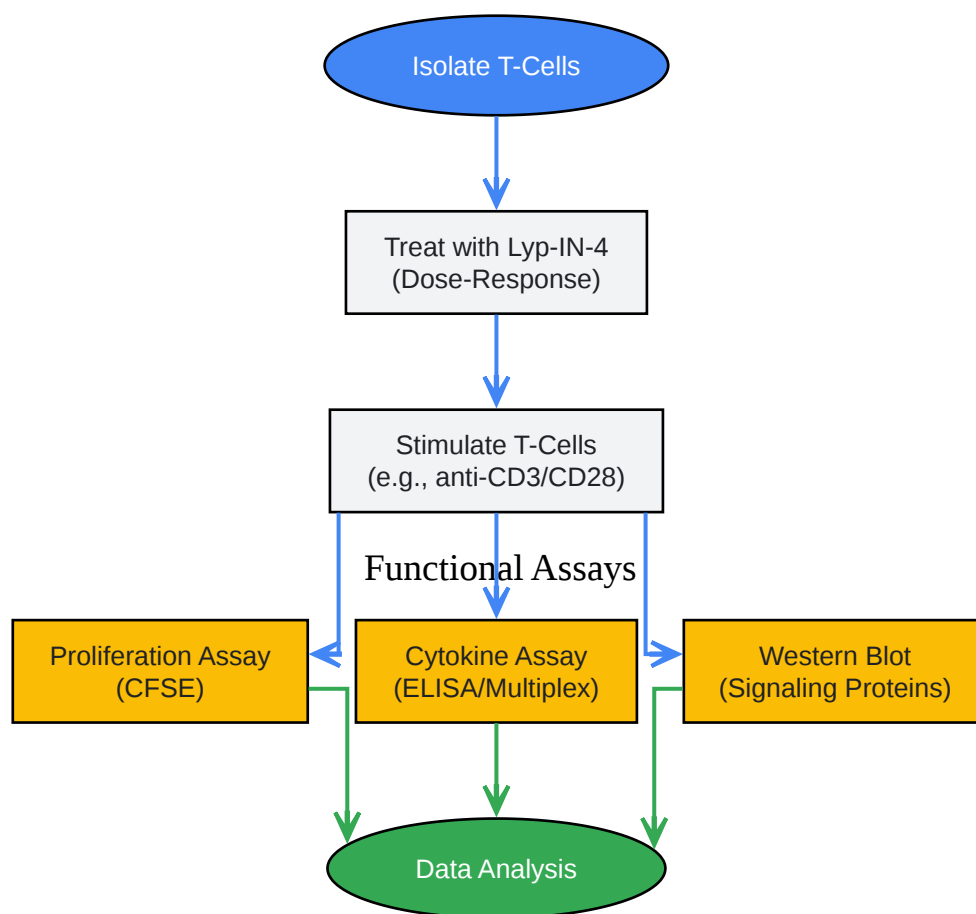 Isolate T-Cells
Treat with Lyp-IN-4
(Dose-Response)
Stimulate T-Cells
(e.g., anti-CD3/CD28)
Functional Assays
Proliferation Assay
(CFSE)
Cytokine Assay
(ELISA/Multiplex)
Western Blot
(Signaling Proteins)
Data Analysis